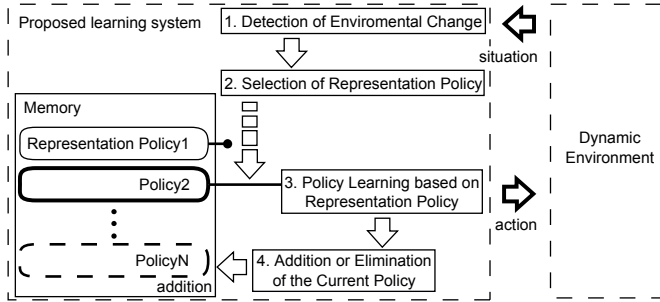 Proposed learning system
1. Detection of Enviromental Change
situation
2. Selection of Representation Policy
Memory
Representation Policy1
Policy2
3. Policy Learning based on
Representation Policy
PolicyN
addition
4. Addition or Elimination
of the Current Policy
action
Dynamic
Environment